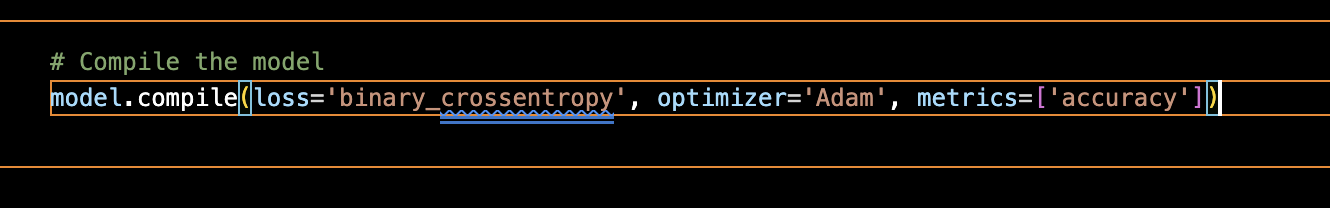 # Compile the model
model.compile(loss='binary_crossentropy', optimizer='Adam', metrics=['accuracy'])